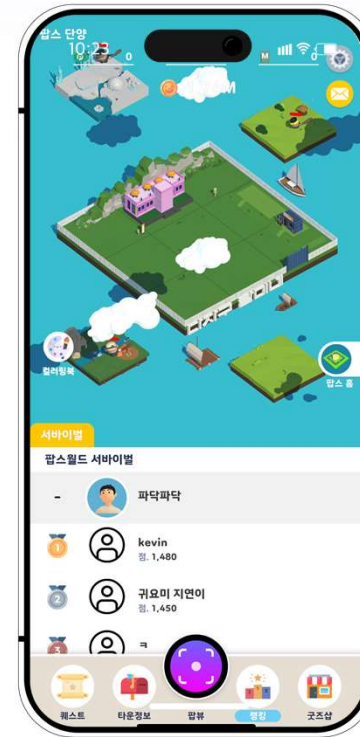 팝스 단양
10:23
0
M
0
M
컬러링북
팝스 홈
서바이벌
팝스월드 서바이벌
-
파닥파닥
1
kevin
점. 1,480
2
귀요미 지연이
점. 1,450
3
ㅋ
퀘스트
타운정보
팝뷰
랭킹
굿즈샵